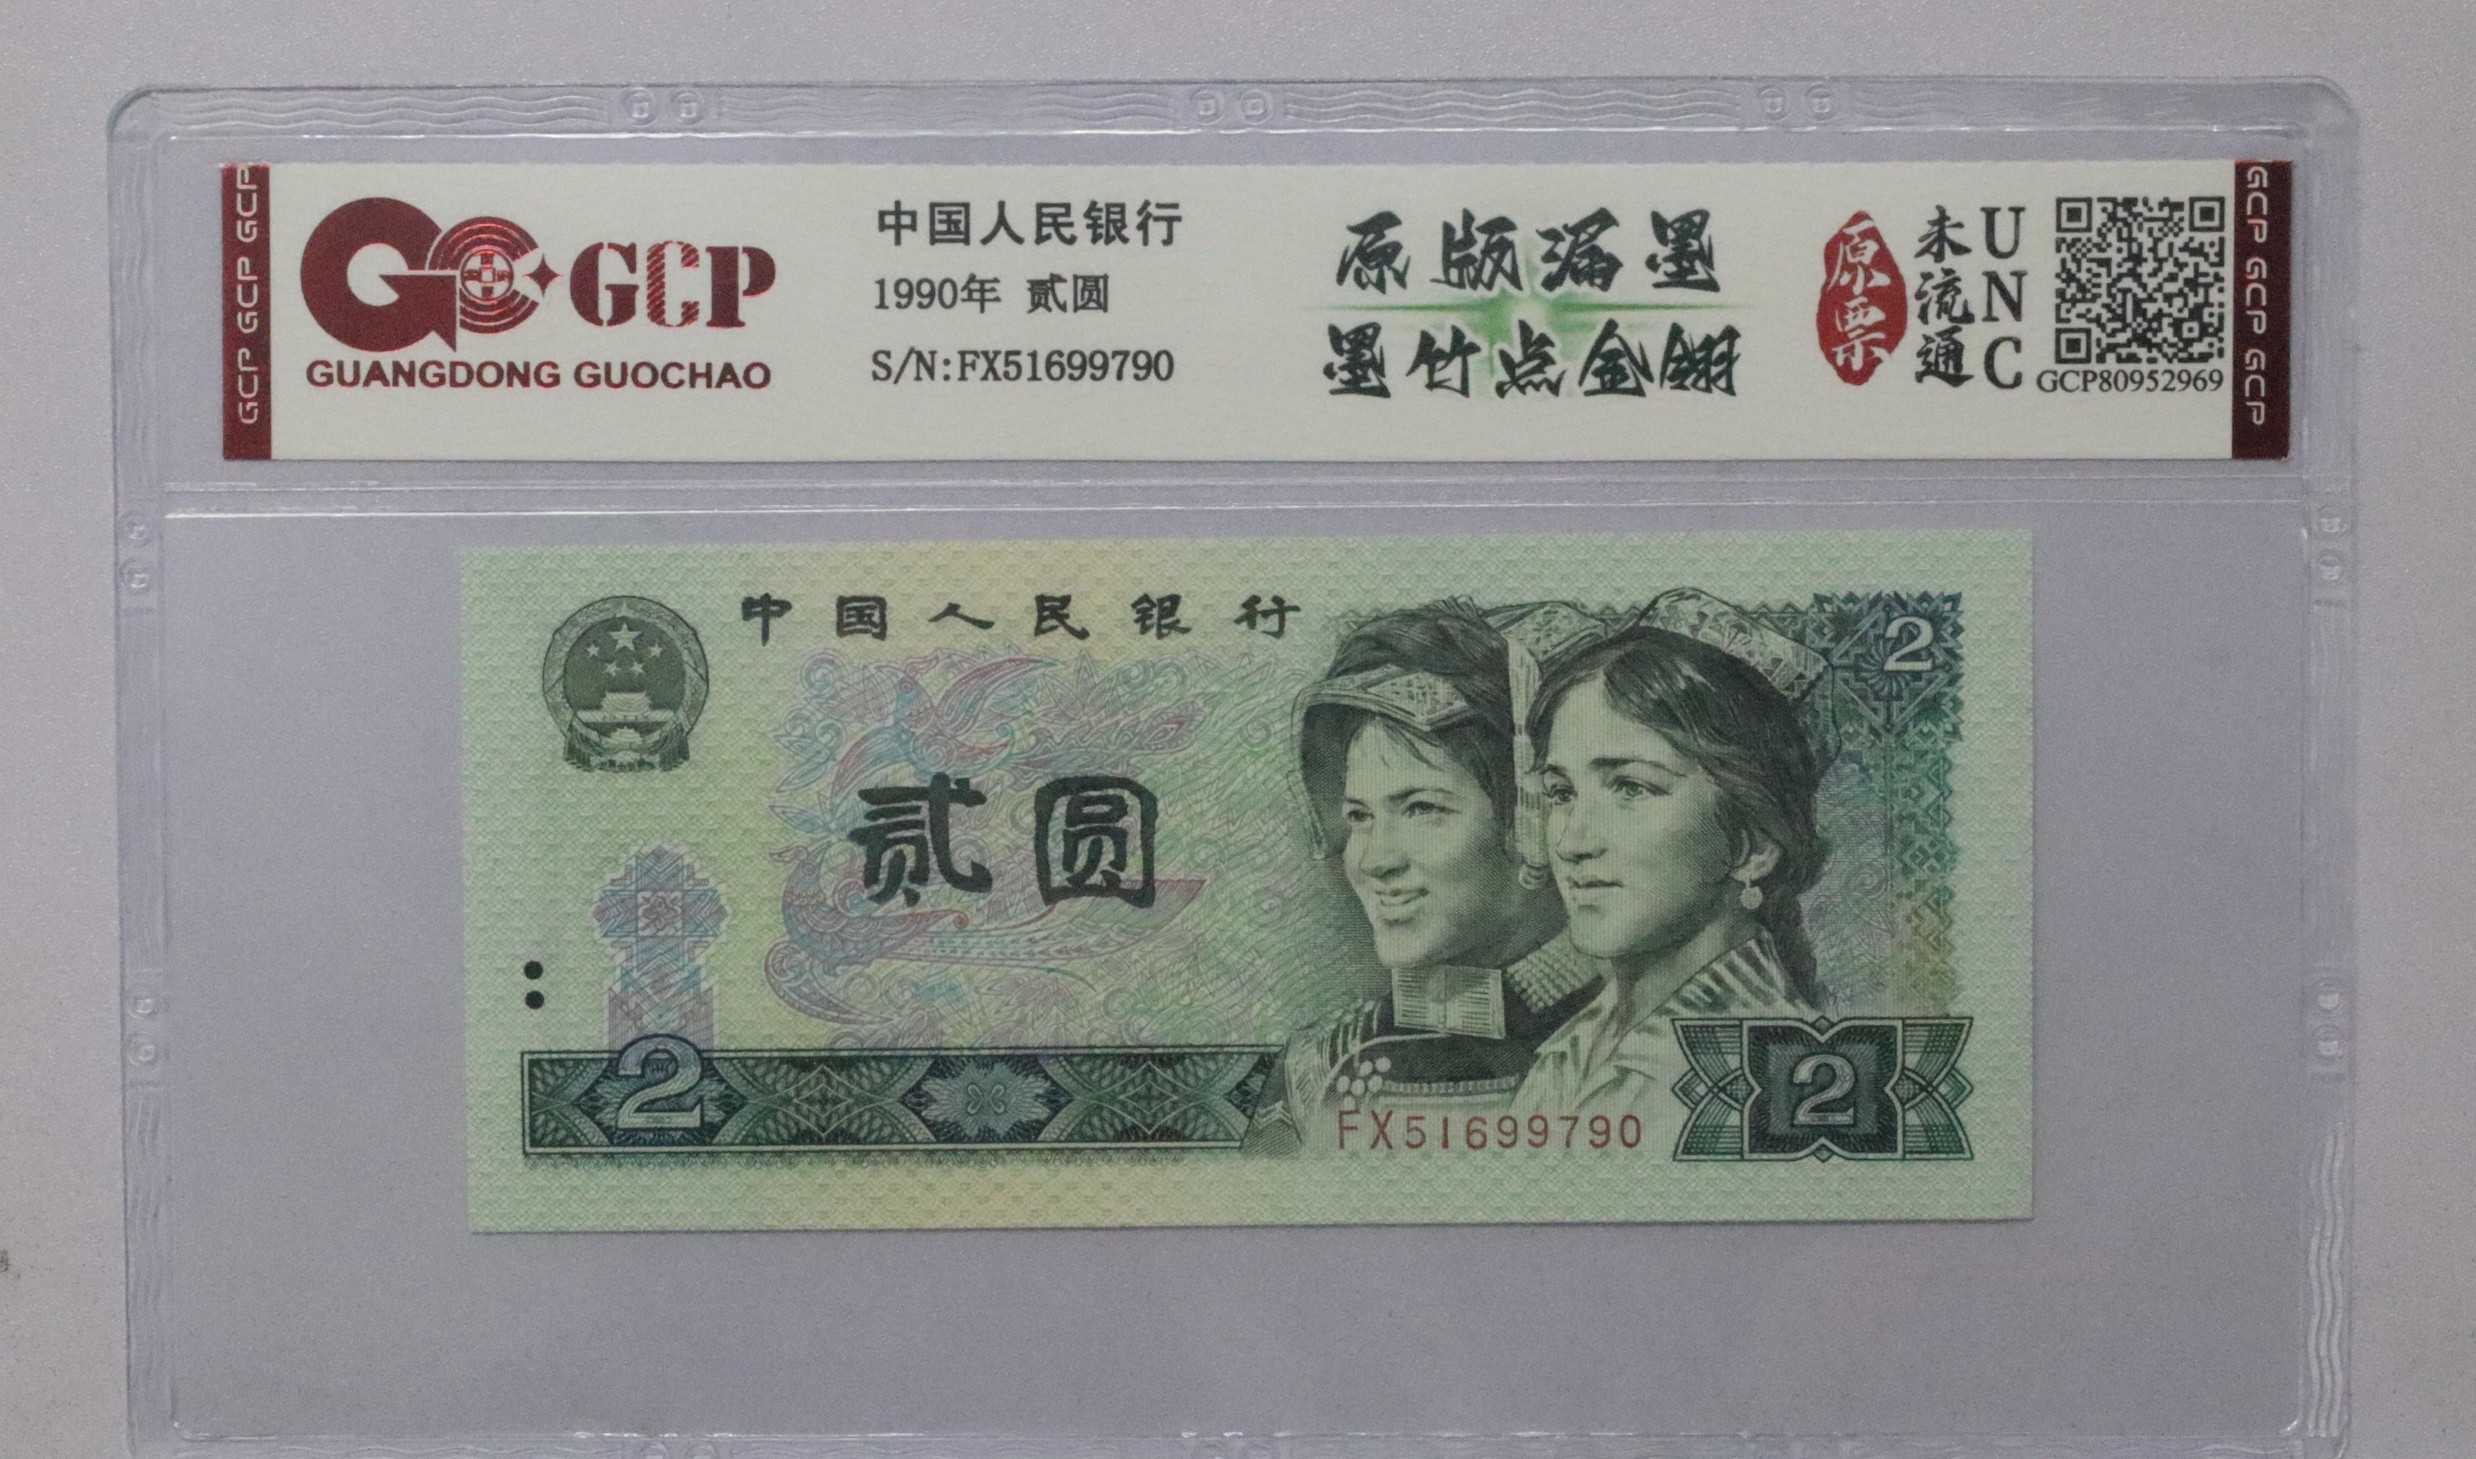 GCP GCP GCP
GCP
GUANGDONG GUOCHAO
中国人民银行
1990年 贰圆
S/N:FX51699790
原版漏墨
墨竹点金翎
原票
未流通
UNC
GCP80952969
GCP GCP GCP
中国人民银行
2
贰圆
2
FX51699790
2